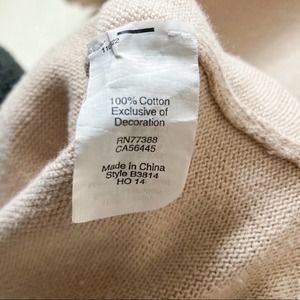 100% Cotton
Exclusive of
Decoration
RN77388
CA56445
Made in China
Style B3814
HO 14